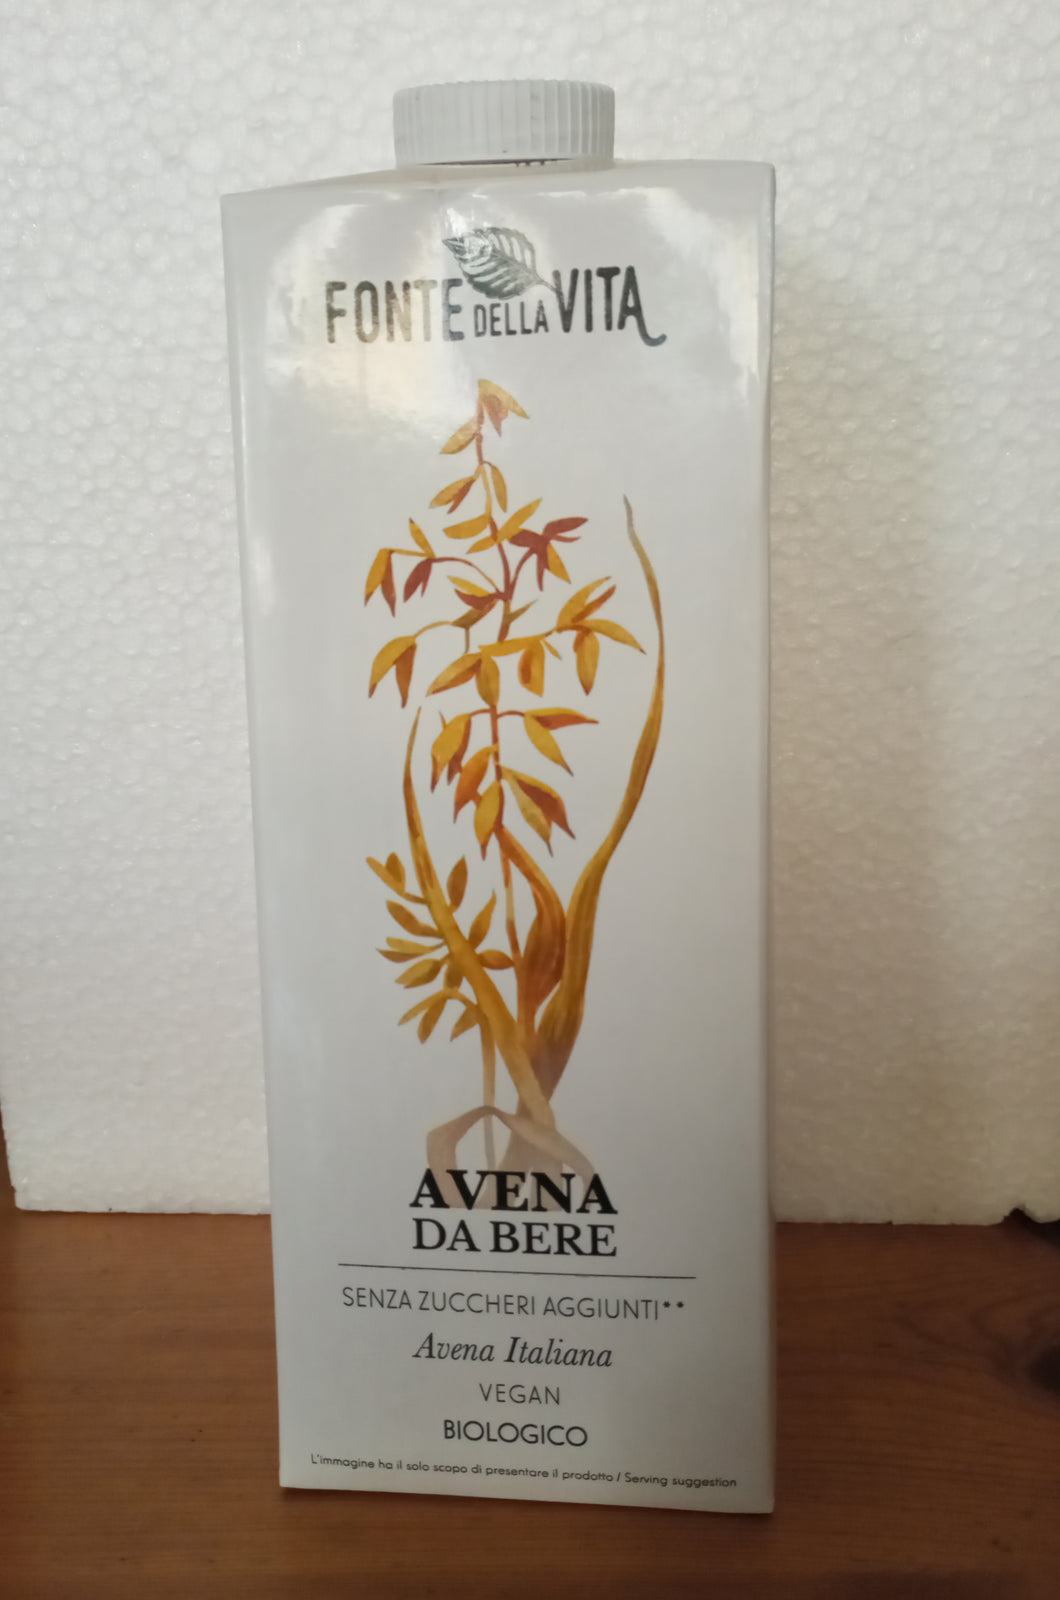 FONTE DELLA VITA
AVENA
DA BERE
SENZA ZUCCHERI AGGIUNTI**
Avena Italiana
VEGAN
BIOLOGICO
L'immagine ha il solo scopo di presentare il prodotto / Serving suggestion